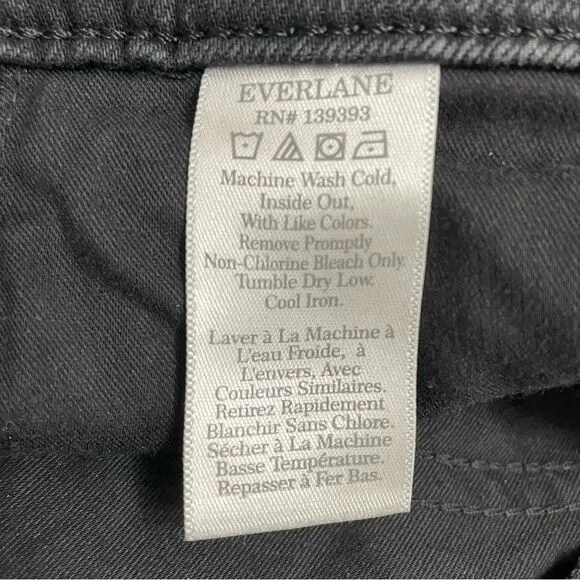 EVERLANE
RN# 139393
Machine Wash Cold,
Inside Out,
With Like Colors.
Remove Promptly
Non-Chlorine Bleach Only.
Tumble Dry Low.
Cool Iron.
Laver à La Machine à
L'eau Froide, à
L'envers, Avec
Couleurs Similaires.
Retirez Rapidement
Blanchir Sans Chlore.
Sécher à La Machine
Basse Température.
Repasser à Fer Bas.